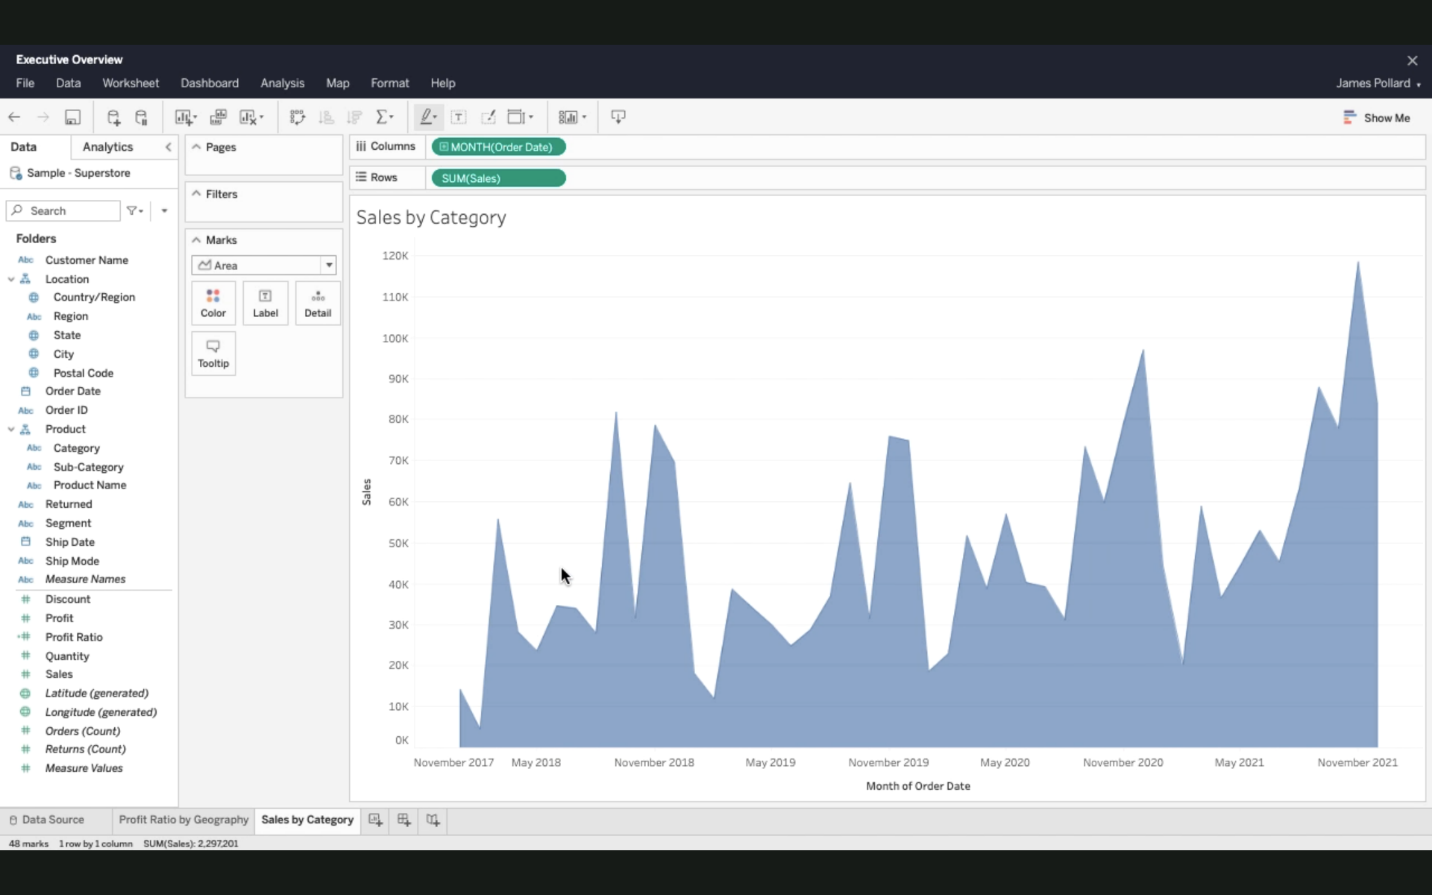 Executive Overview
File Data Worksheet Dashboard Analysis Map Format Help
James Pollard
Show Me
Data Analytics
Sample - Superstore
Search
Folders
Customer Name
Location
Country/Region
Region
State
City
Postal Code
Order Date
Order ID
Product
Category
Sub-Category
Product Name
Returned
Segment
Ship Date
Ship Mode
Measure Names
Discount
Profit
Profit Ratio
Quantity
Sales
Latitude (generated)
Longitude (generated)
Orders (Count)
Returns (Count)
Measure Values
Pages
Filters
Marks
Area
Color Label Detail
Tooltip
Columns MONTH(Order Date)
Rows SUM(Sales)
Sales by Category
120K
110K
100K
90K
80K
70K
60K
50K
40K
30K
20K
10K
0K
Sales
November 2017 May 2018 November 2018 May 2019 November 2019 May 2020 November 2020 May 2021 November 2021
Month of Order Date
Data Source Profit Ratio by Geography Sales by Category
48 marks 1 row by 1 column SUM(Sales): 2,297,201